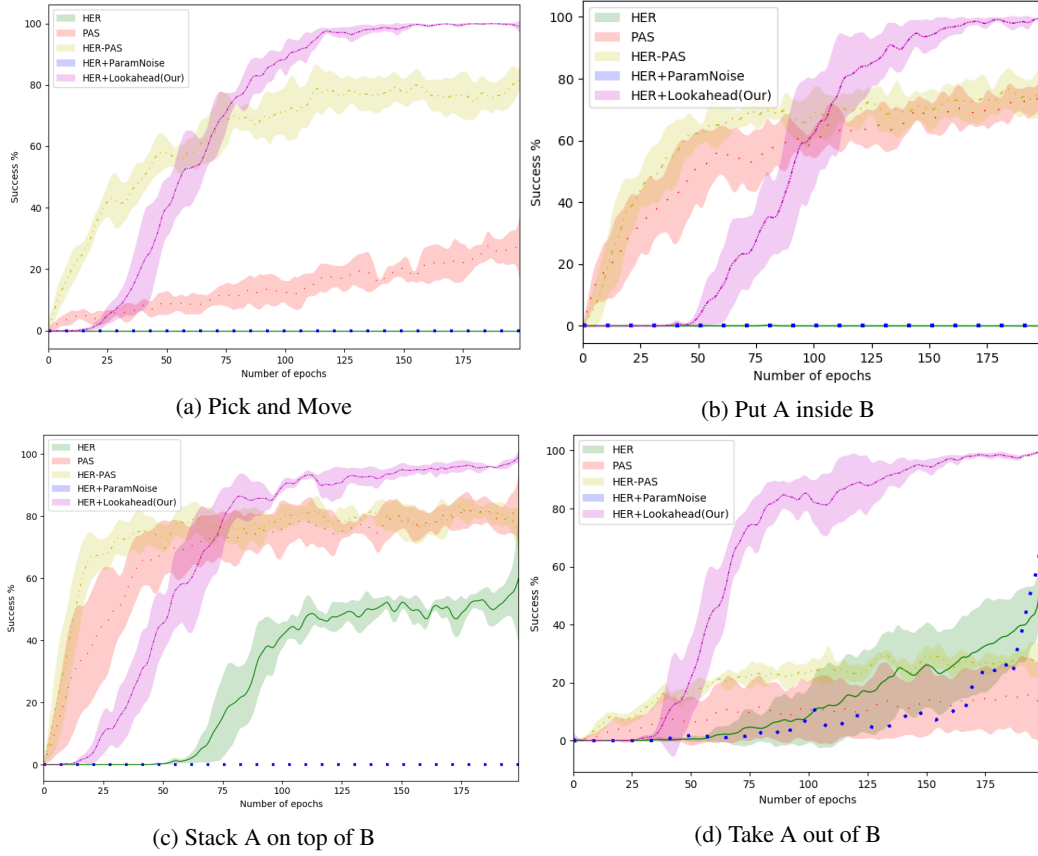 HER
PAS
HER-PAS
HER+ParamNoise
HER+Lookahead(Our)
Success %
100
80
60
40
20
0
0 25 50 75 100 125 150 175
Number of epochs
(a) Pick and Move
HER
PAS
HER-PAS
HER+ParamNoise
HER+Lookahead(Our)
Success %
100
80
60
40
20
0
0 25 50 75 100 125 150 175
Number of epochs
(b) Put A inside B
HER
PAS
HER-PAS
HER+ParamNoise
HER+Lookahead(Our)
Success %
100
80
60
40
20
0
0 25 50 75 100 125 150 175
Number of epochs
(c) Stack A on top of B
HER
PAS
HER-PAS
HER+ParamNoise
HER+Lookahead(Our)
Success %
100
80
60
40
20
0
0 25 50 75 100 125 150 175
Number of epochs
(d) Take A out of B